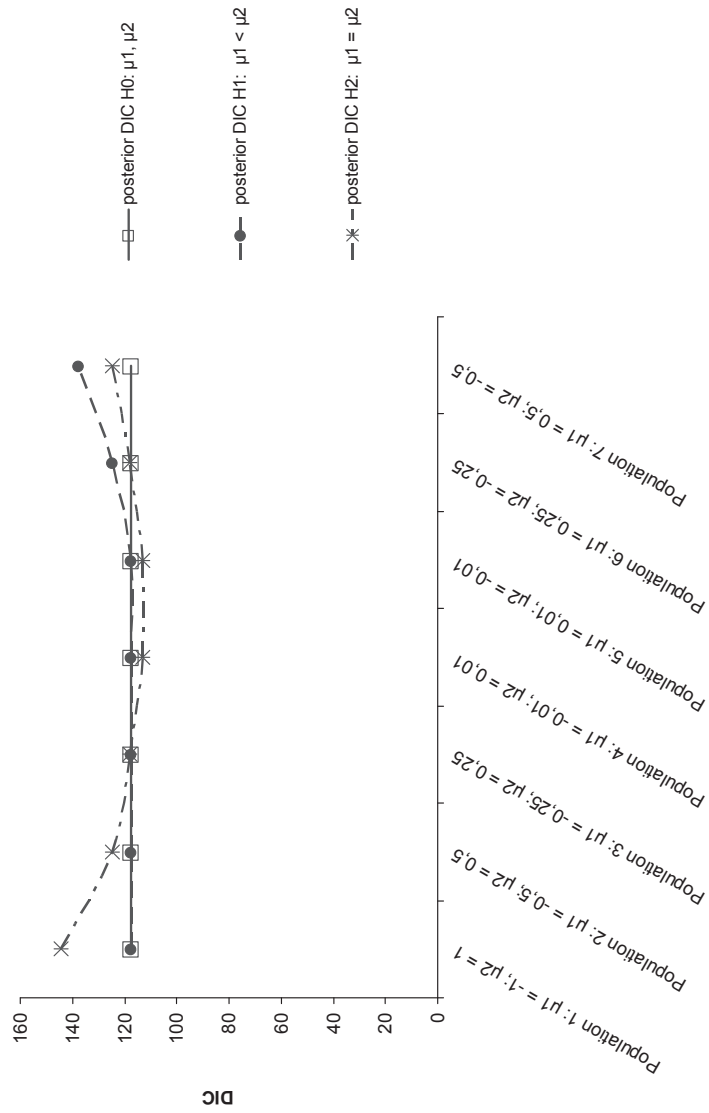 posterior DIC H0: μ1, μ2
posterior DIC H1: μ1 < μ2
posterior DIC H2: μ1 = μ2
160
140
120
100
80
60
40
20
0
DIC
Population 1: μ1 = -1; μ2 = 1
Population 2: μ1 = -0,5; μ2 = 0,5
Population 3: μ1 = -0,25; μ2 = 0,25
Population 4: μ1 = -0,01; μ2 = 0,01
Population 5: μ1 = 0,01; μ2 = -0,01
Population 6: μ1 = 0,25; μ2 = -0,25
Population 7: μ1 = 0,5; μ2 = -0,5